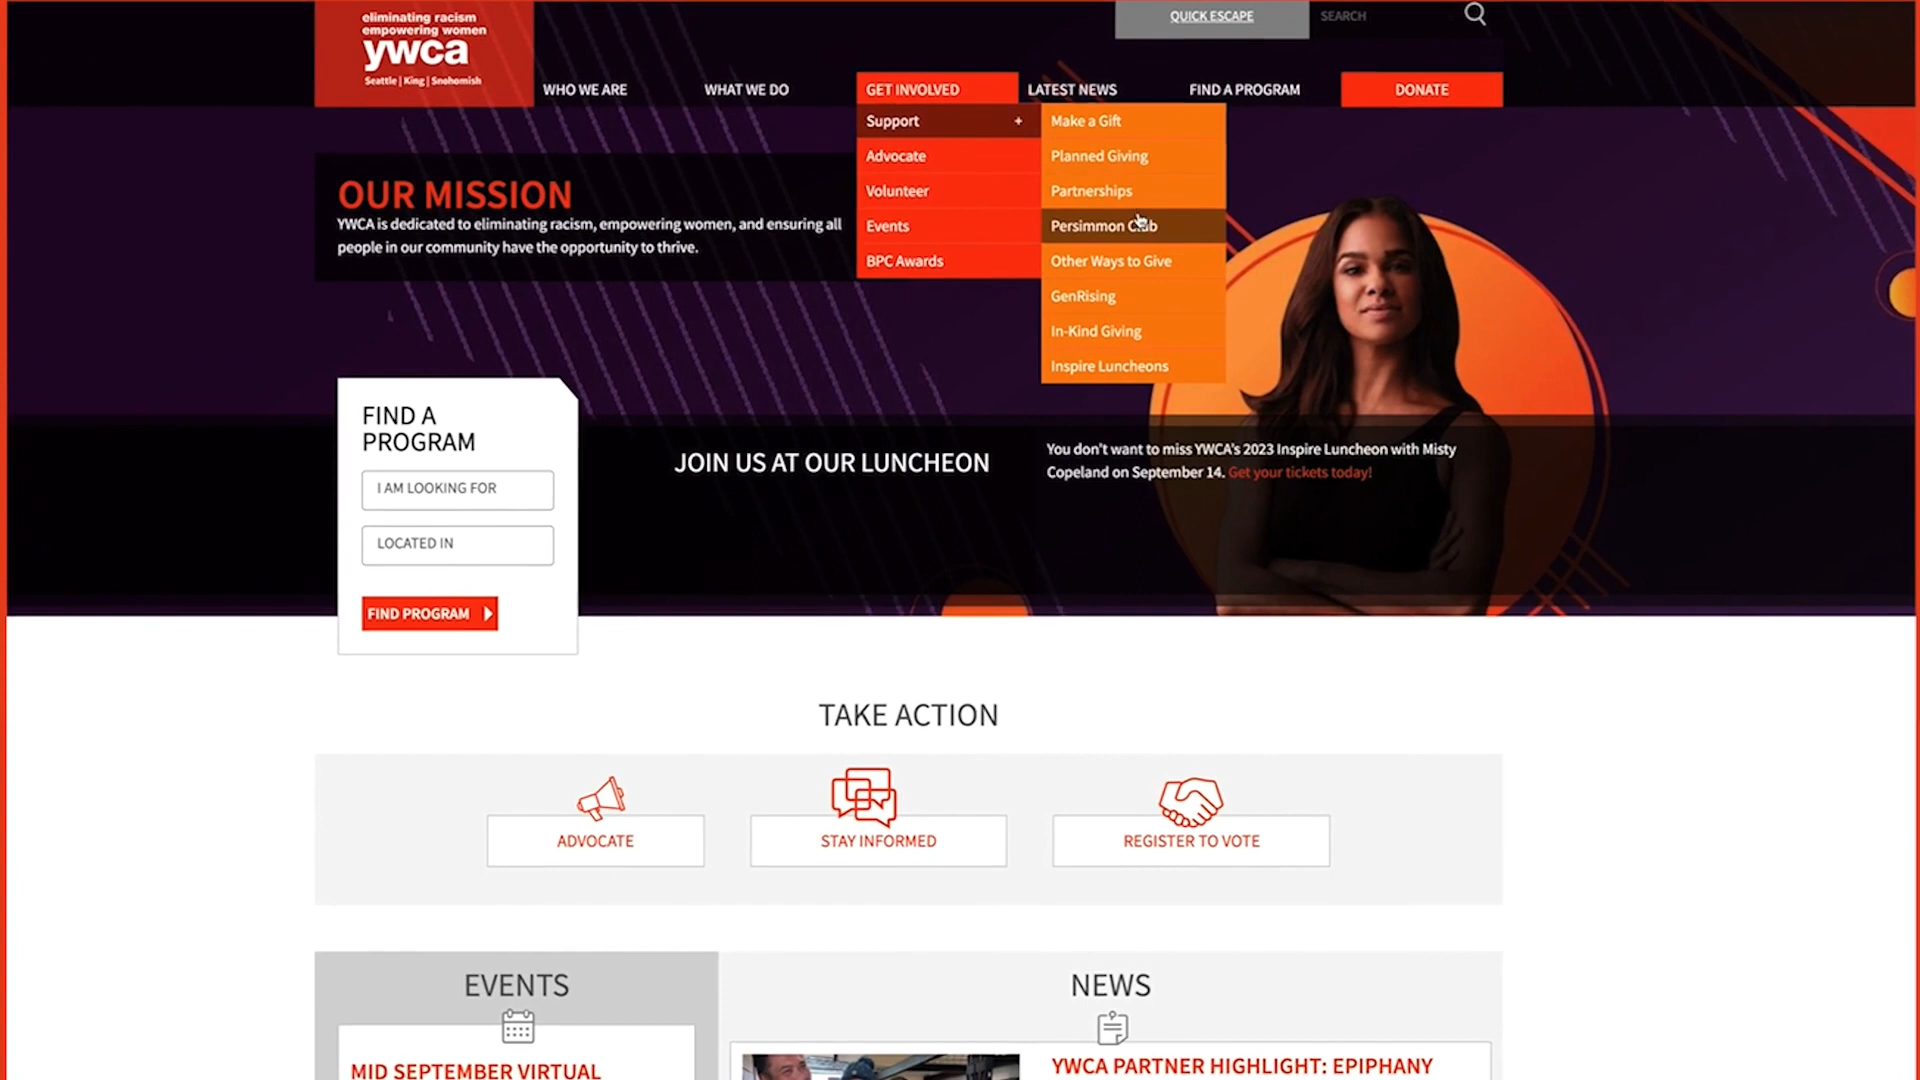 eliminating racism
empowering women
ywca
Seattle | King | Snohomish
QUICK ESCAPE
SEARCH
WHO WE ARE
WHAT WE DO
GET INVOLVED
LATEST NEWS
FIND A PROGRAM
DONATE
Support +
Advocate
Volunteer
Events
BPC Awards
Make a Gift
Planned Giving
Partnerships
Persimmon Club
Other Ways to Give
GenRising
In-Kind Giving
Inspire Luncheons
OUR MISSION
YWCA is dedicated to eliminating racism, empowering women, and ensuring all
people in our community have the opportunity to thrive.
FIND A
PROGRAM
I AM LOOKING FOR
LOCATED IN
FIND PROGRAM
JOIN US AT OUR LUNCHEON
You don't want to miss YWCA's 2023 Inspire Luncheon with Misty
Copeland on September 14. Get your tickets today!
TAKE ACTION
ADVOCATE
STAY INFORMED
REGISTER TO VOTE
EVENTS
MID SEPTEMBER VIRTUAL
NEWS
YWCA PARTNER HIGHLIGHT: EPIPHANY